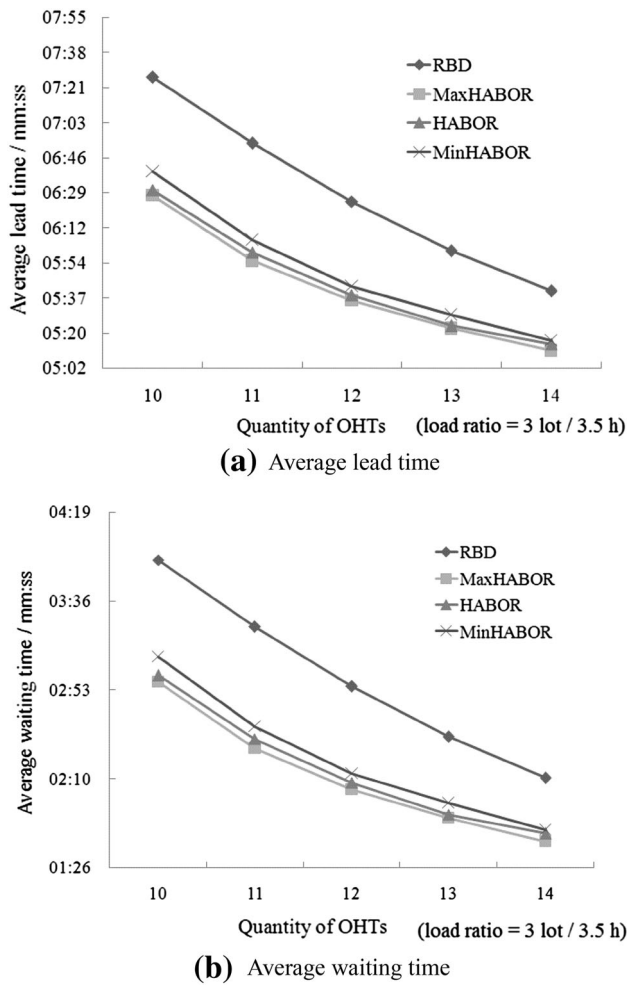 07:55
07:38
07:21
07:03
06:46
06:29
06:12
05:54
05:37
05:20
05:02
Average lead time / mm:ss
RBD
MaxHABOR
HABOR
MinHABOR
10 11 12 13 14
Quantity of OHTs (load ratio = 3 lot / 3.5 h)
(a) Average lead time
04:19
03:36
02:53
02:10
01:26
Average waiting time / mm:ss
RBD
MaxHABOR
HABOR
MinHABOR
10 11 12 13 14
Quantity of OHTs (load ratio = 3 lot / 3.5 h)
(b) Average waiting time